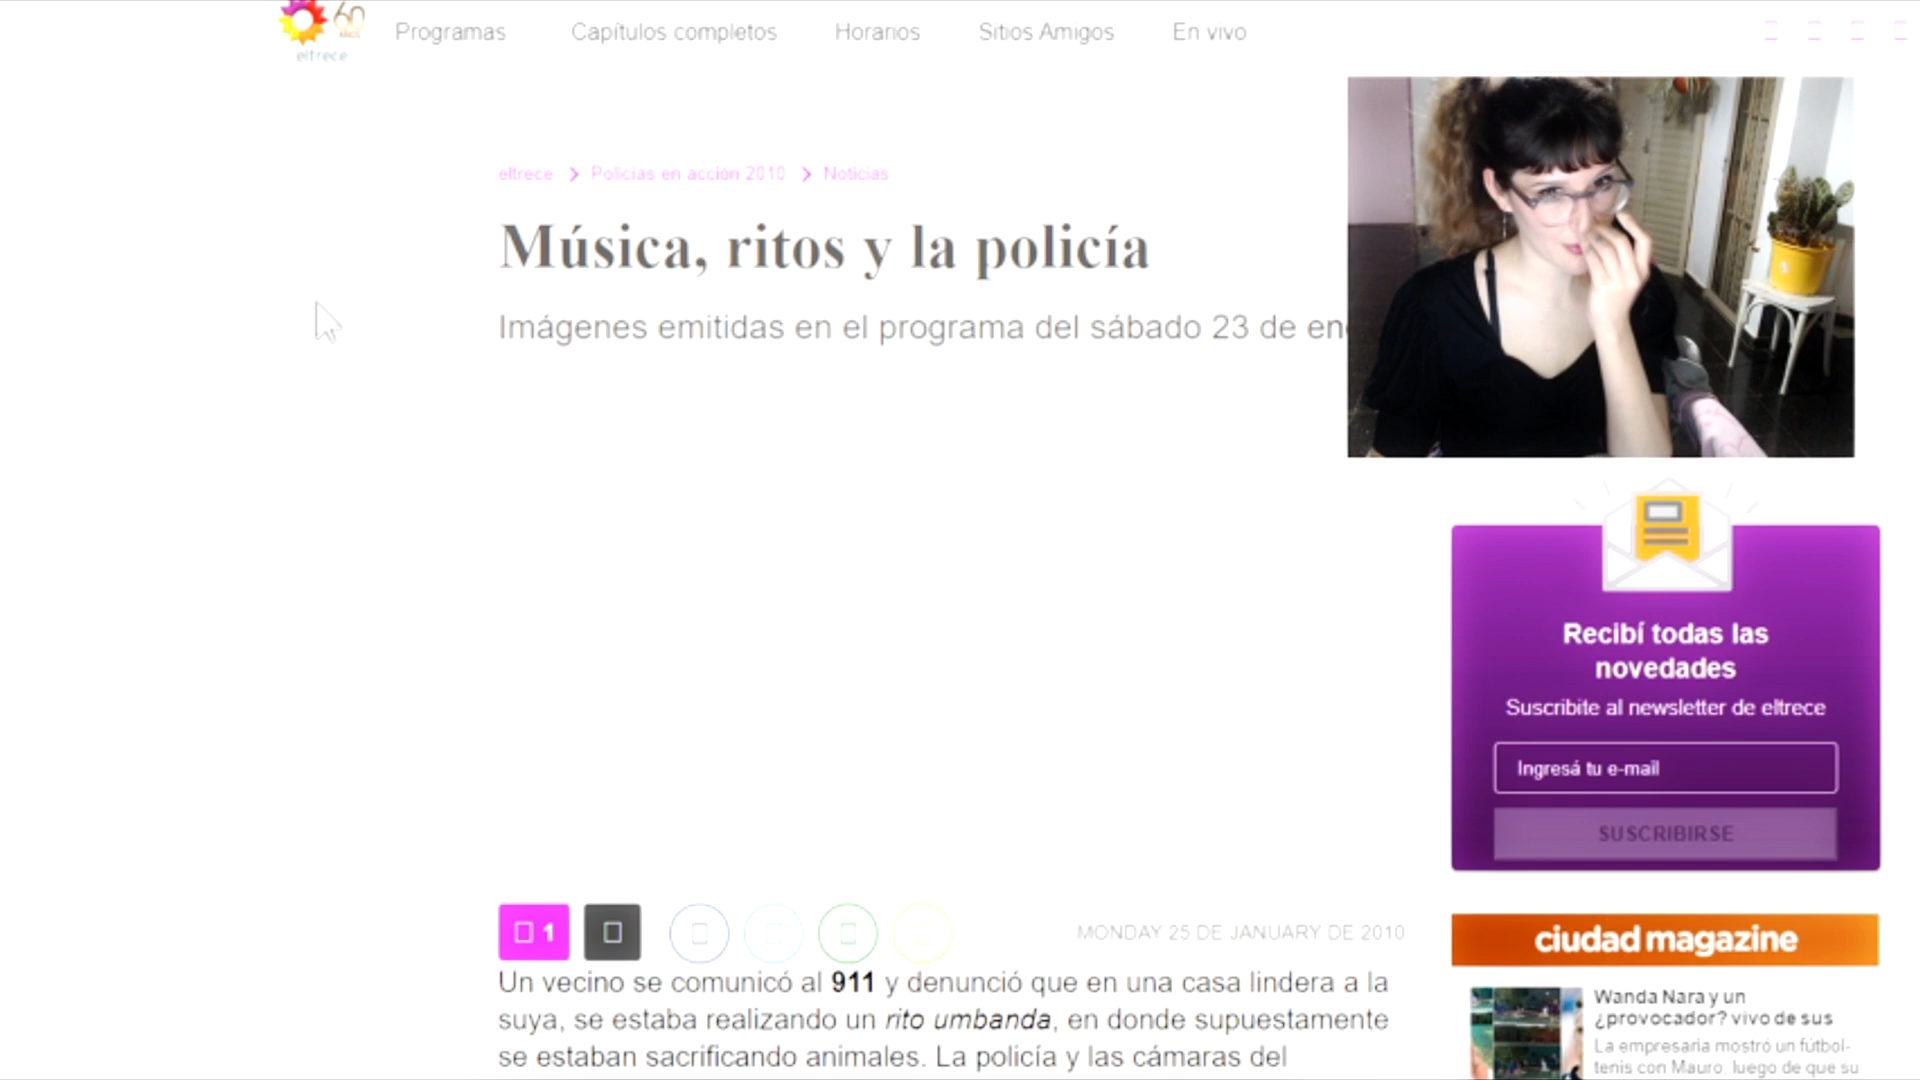 60
AÑOS
eltrece
Programas
Capítulos completos
Horarios
Sitios Amigos
En vivo
eltrece
Policías en acción 2010
Noticias
Música, ritos y la policía
Imágenes emitidas en el programa del sábado 23 de
Recibí todas las
novedades
Suscribite al newsletter de eltrece
Ingresá tu e-mail
SUSCRIBIRSE
1
MONDAY 25 DE JANUARY DE 2010
ciudad magazine
Un vecino se comunicó al 911 y denunció que en una casa lindera a la
suya, se estaba realizando un rito umbanda, en donde supuestamente
se estaban sacrificando animales. La policía y las cámaras del
Wanda Nara y un
¿provocador? vivo de sus
La empresaria mostró un fútbol-
tenis con Mauro, luego de que su